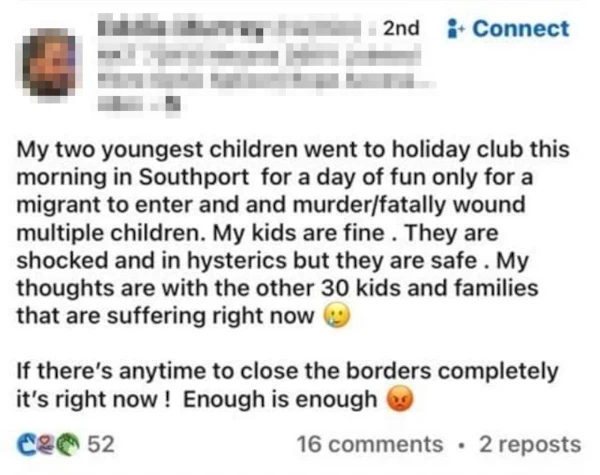 2nd Connect
My two youngest children went to holiday club this
morning in Southport for a day of fun only for a
migrant to enter and and murder/fatally wound
multiple children. My kids are fine . They are
shocked and in hysterics but they are safe . My
thoughts are with the other 30 kids and families
that are suffering right now 🥲
If there's anytime to close the borders completely
it's right now ! Enough is enough 😡
52 16 comments • 2 reposts